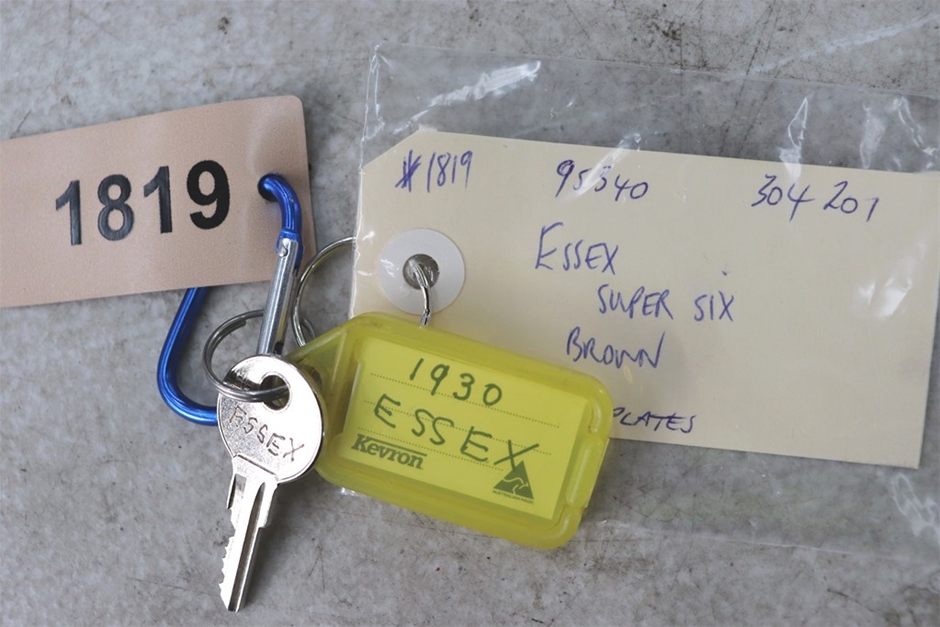 1819
#1819 95540 304 201
ESSEX
SUPER SIX
BROWN
PLATES
1930
ESSEX
Kevron
ESSEX